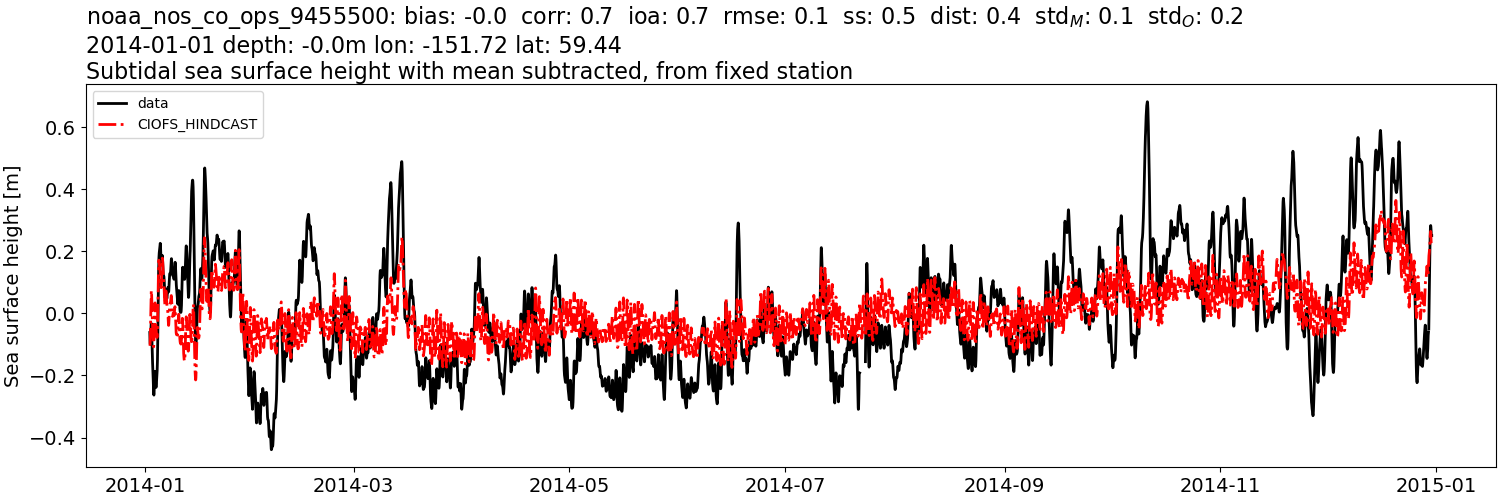 noaa_nos_co_ops_9455500: bias: -0.0 corr: 0.7 ioa: 0.7 rmse: 0.1 ss: 0.5 dist: 0.4 std_M: 0.1 std_O: 0.2
2014-01-01 depth: -0.0m lon: -151.72 lat: 59.44
Subtidal sea surface height with mean subtracted, from fixed station
data
CIOFS_HINDCAST
Sea surface height [m]
0.6
0.4
0.2
0.0
−0.2
−0.4
2014-01 2014-03 2014-05 2014-07 2014-09 2014-11 2015-01